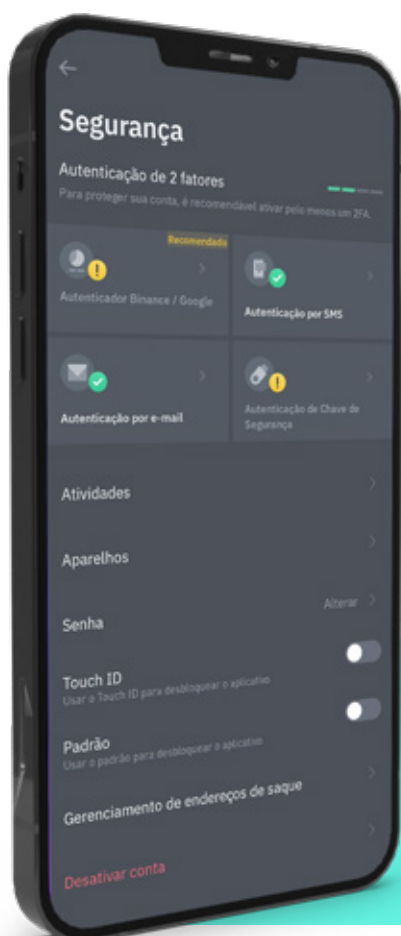 Segurança
Autenticação de 2 fatores
Para proteger sua conta, é recomendável ativar pelo menos um 2FA.
Recomendado
Autenticador Binance / Google
Autenticação por SMS
Autenticação por e-mail
Autenticação de Chave de
Segurança
Atividades
Aparelhos
Senha
Alterar
Touch ID
Usar o Touch ID para desbloquear o aplicativo
Padrão
Usar o padrão para desbloquear o aplicativo
Gerenciamento de endereços de saque
Desativar conta